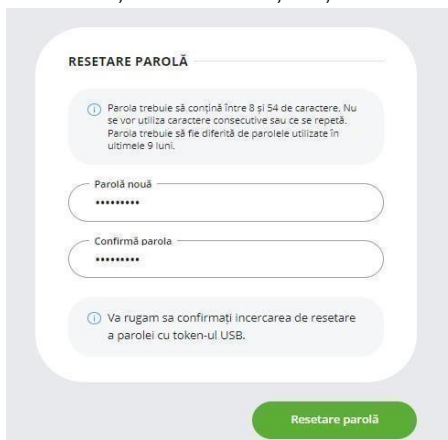 RESETARE PAROLĂ
Parola trebuie să conțină între 8 și 54 de caractere. Nu
se vor utiliza caractere consecutive sau ce se repetă.
Parola trebuie să fie diferită de parolele utilizate în
ultimele 9 luni.
Parolă nouă
•••••••••
Confirmă parola
•••••••••
Va rugam sa confirmați incercarea de resetare
a parolei cu token-ul USB.
Resetare parolă